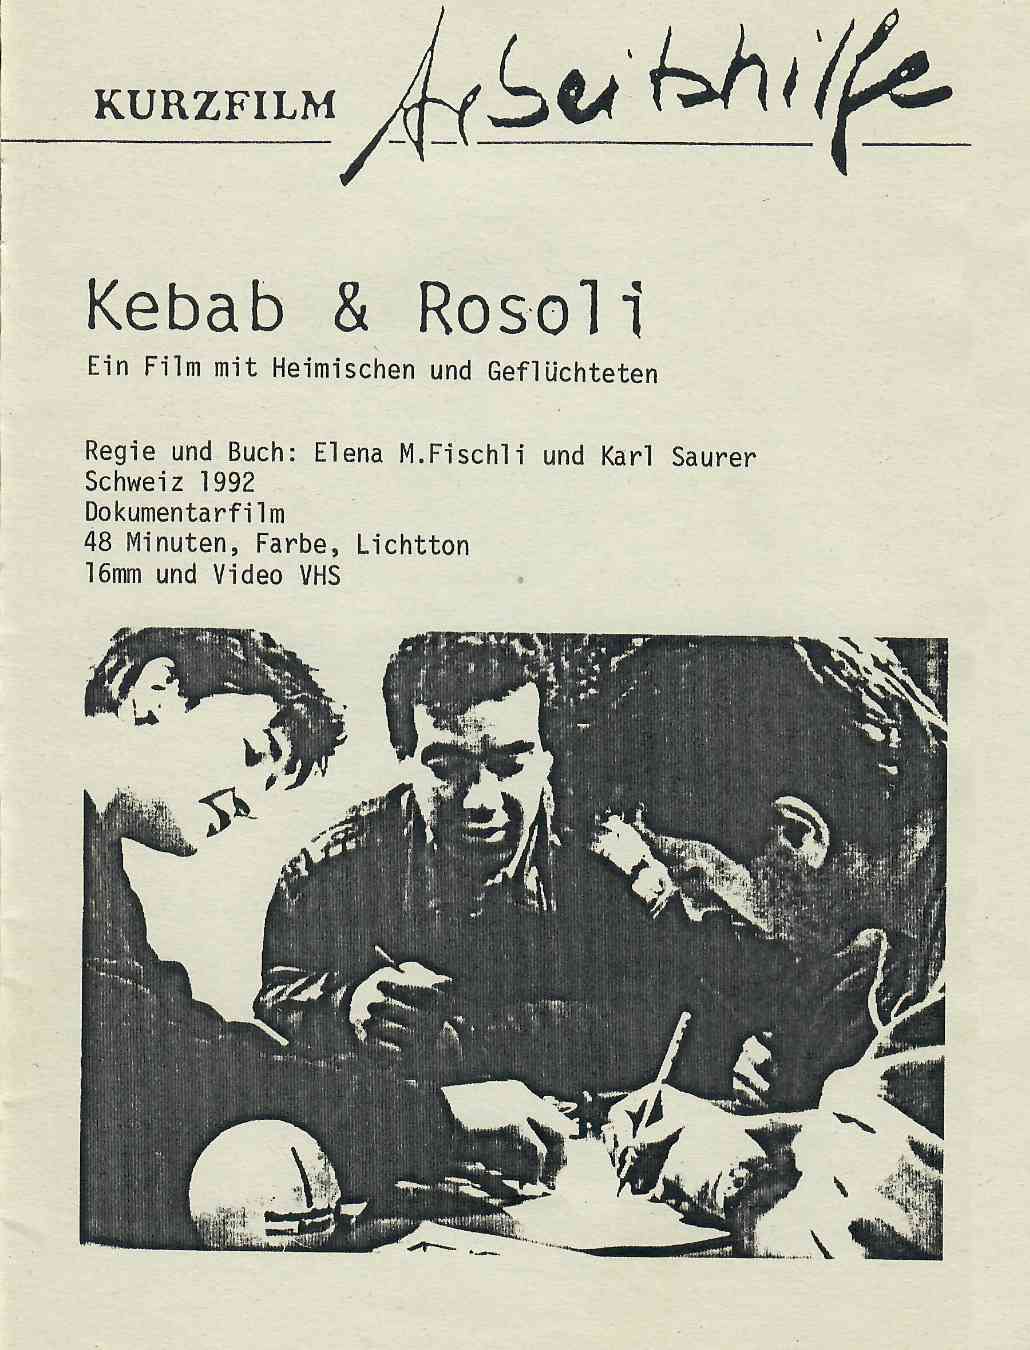 KURZFILM Arbeitshilfe
Kebab & Rosoli
Ein Film mit Heimischen und Geflüchteten
Regie und Buch: Elena M.Fischli und Karl Saurer
Schweiz 1992
Dokumentarfilm
48 Minuten, Farbe, Lichtton
16mm und Video VHS